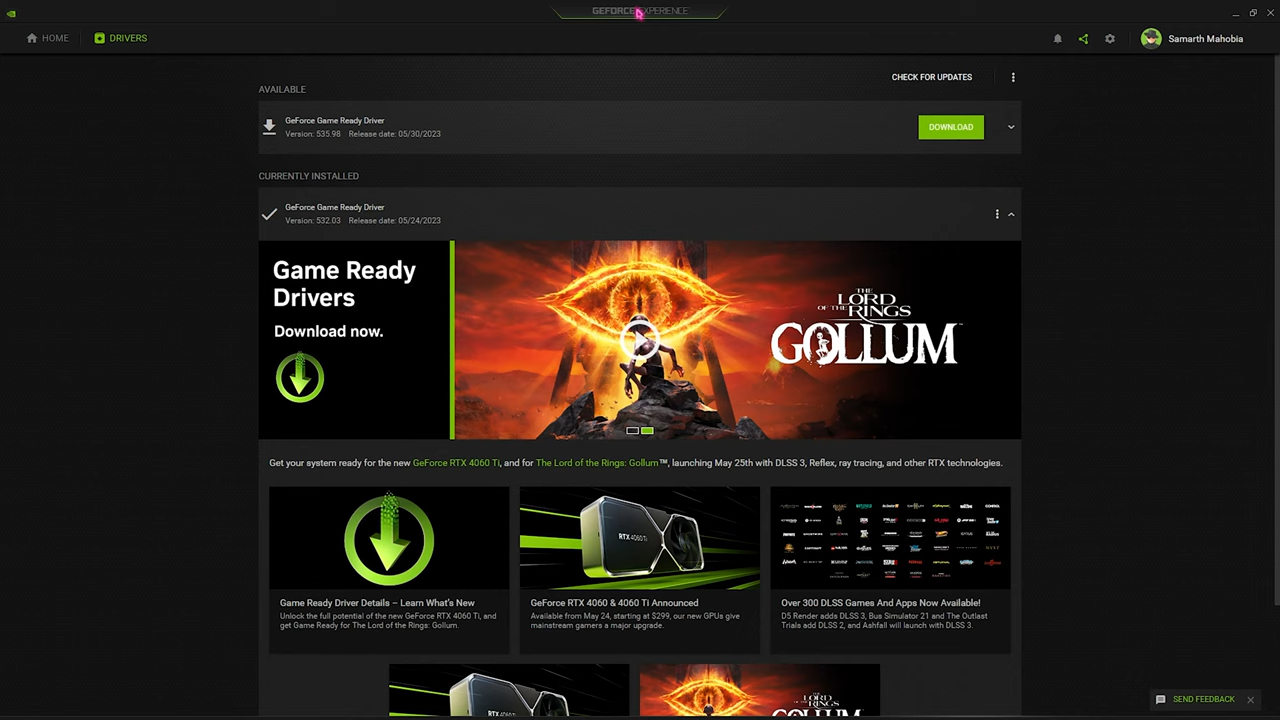 GEFORCE EXPERIENCE
HOME
DRIVERS
Samarth Mahobia
CHECK FOR UPDATES
AVAILABLE
GeForce Game Ready Driver
Version: 535.98 Release date: 05/30/2023
DOWNLOAD
CURRENTLY INSTALLED
GeForce Game Ready Driver
Version: 532.03 Release date: 05/24/2023
Game Ready
Drivers
Download now.
THE
LORD
OF THE RINGS
GOLLUM™
Get your system ready for the new GeForce RTX 4060 Ti, and for The Lord of the Rings: Gollum™, launching May 25th with DLSS 3, Reflex, ray tracing, and other RTX technologies.
RTX 4060 Ti
Game Ready Driver Details – Learn What's New
Unlock the full potential of the new GeForce RTX 4060 Ti, and
get Game Ready for The Lord of the Rings: Gollum.
GeForce RTX 4060 & 4060 Ti Announced
Available from May 24, starting at $299, our new GPUs give
mainstream gamers a major upgrade.
Over 300 DLSS Games And Apps Now Available!
D5 Render adds DLSS 3, Bus Simulator 21 and The Outlast
Trials add DLSS 2, and Ashfall will launch with DLSS 3.
THE
LORD
OF THE RINGS
SEND FEEDBACK